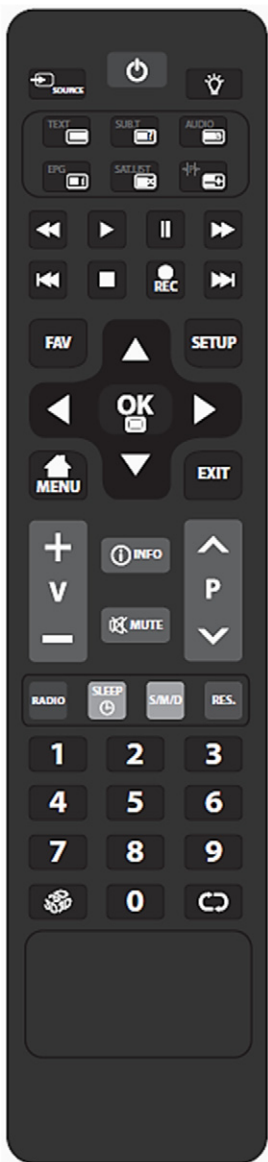 SOURCE
TEXT SUB.T AUDIO
EPG SAT.LIST
REC
FAV SETUP
OK
MENU EXIT
+ INFO
V P
MUTE
RADIO SLEEP S/M/D RES.
1 2 3
4 5 6
7 8 9
0